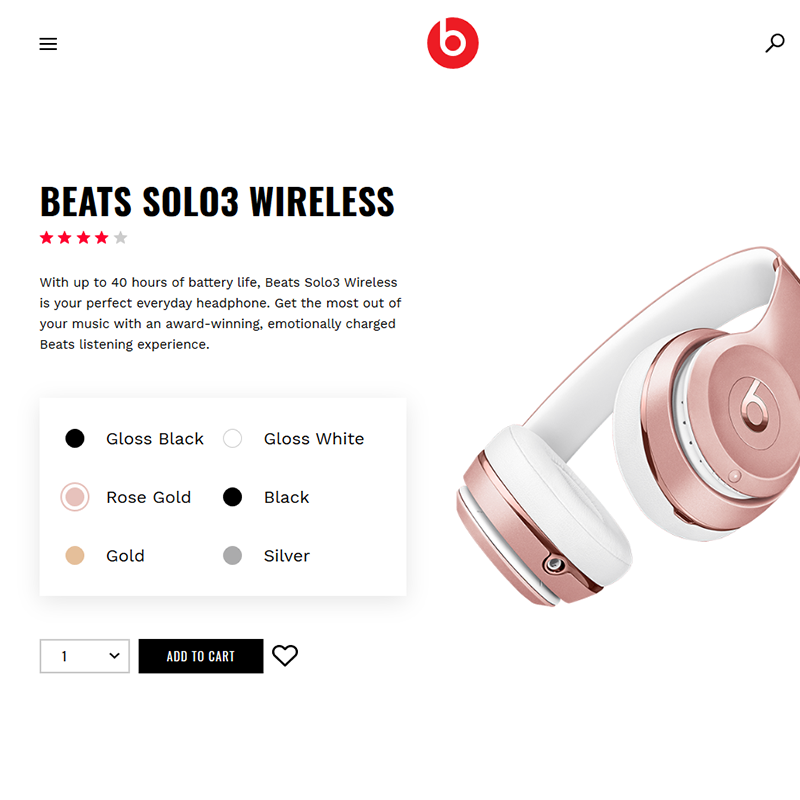 BEATS SOLO3 WIRELESS
With up to 40 hours of battery life, Beats Solo3 Wireless
is your perfect everyday headphone. Get the most out of
your music with an award-winning, emotionally charged
Beats listening experience.
Gloss Black
Gloss White
Rose Gold
Black
Gold
Silver
1
ADD TO CART